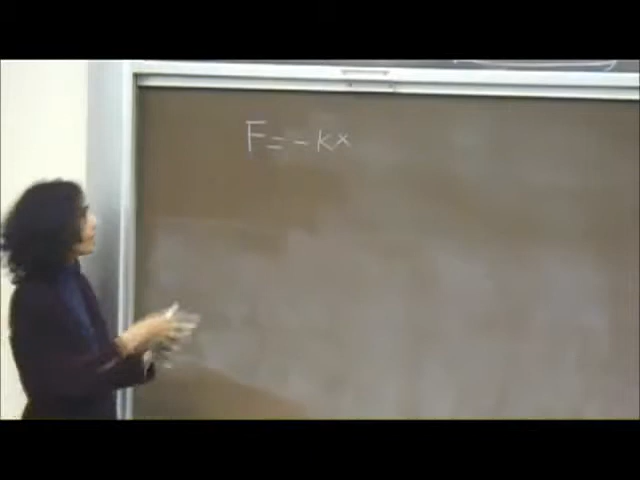 F = -kx